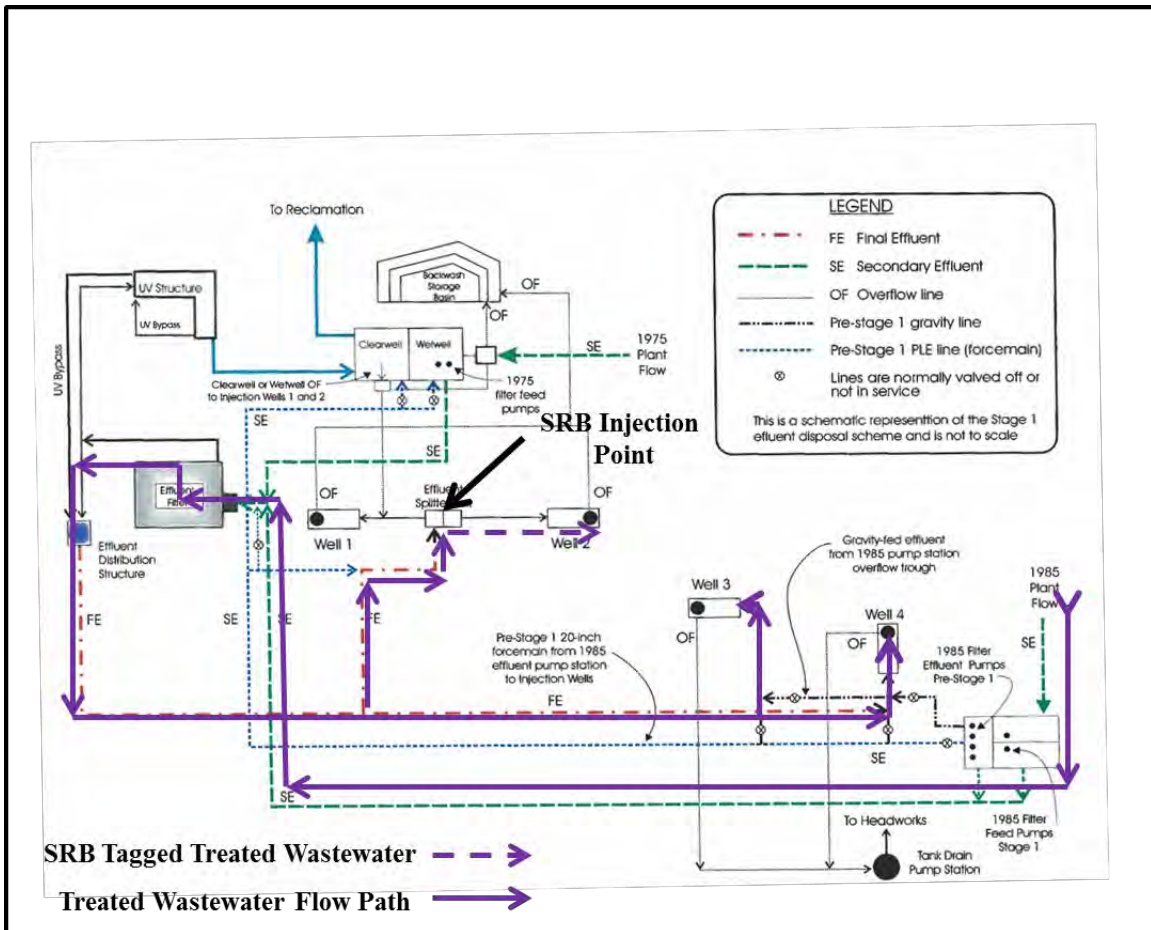 To Reclamation
UV Structure
UV Bypass
UV Bypass
Backwash
Storage
Basin
OF
OF
Clearwell
Wetwell
SE
1975
Plant
Flow
Clearwell or Wetwell OF
to Injection Wells 1 and 2
1975
filter feed
pumps
SE
SE
SRB Injection
Point
Effluent
OF
OF
Well 1
Well 2
Effluent
Distribution
Structure
FE
SE
SE
FE
LEGEND
FE Final Effluent
SE Secondary Effluent
OF Overflow line
Pre-stage 1 gravity line
Pre-Stage 1 PLE line (forcemain)
Lines are normally valved off or
not in service
This is a schematic represention of the Stage 1
efluent disposal scheme and is not to scale
Gravity-fed effluent
from 1985 pump station
overflow trough
1985
Plant
Flow
SE
Well 3
OF
Well 4
OF
1985 Filter
Effluent Pumps
Pre-Stage 1
Pre-Stage 1 20-inch
forcemain from 1985
effluent pump station
to Injection Wells
FE
SE
SE
To Headworks
Tank Drain
Pump Station
1985 Filter
Feed Pumps
Stage 1
SRB Tagged Treated Wastewater
Treated Wastewater Flow Path